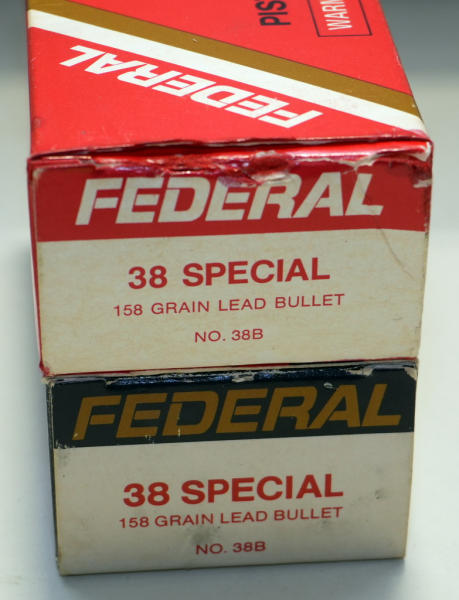 PIS
WARN
FEDERAL
FEDERAL
38 SPECIAL
158 GRAIN LEAD BULLET
NO. 38B
FEDERAL
38 SPECIAL
158 GRAIN LEAD BULLET
NO. 38B